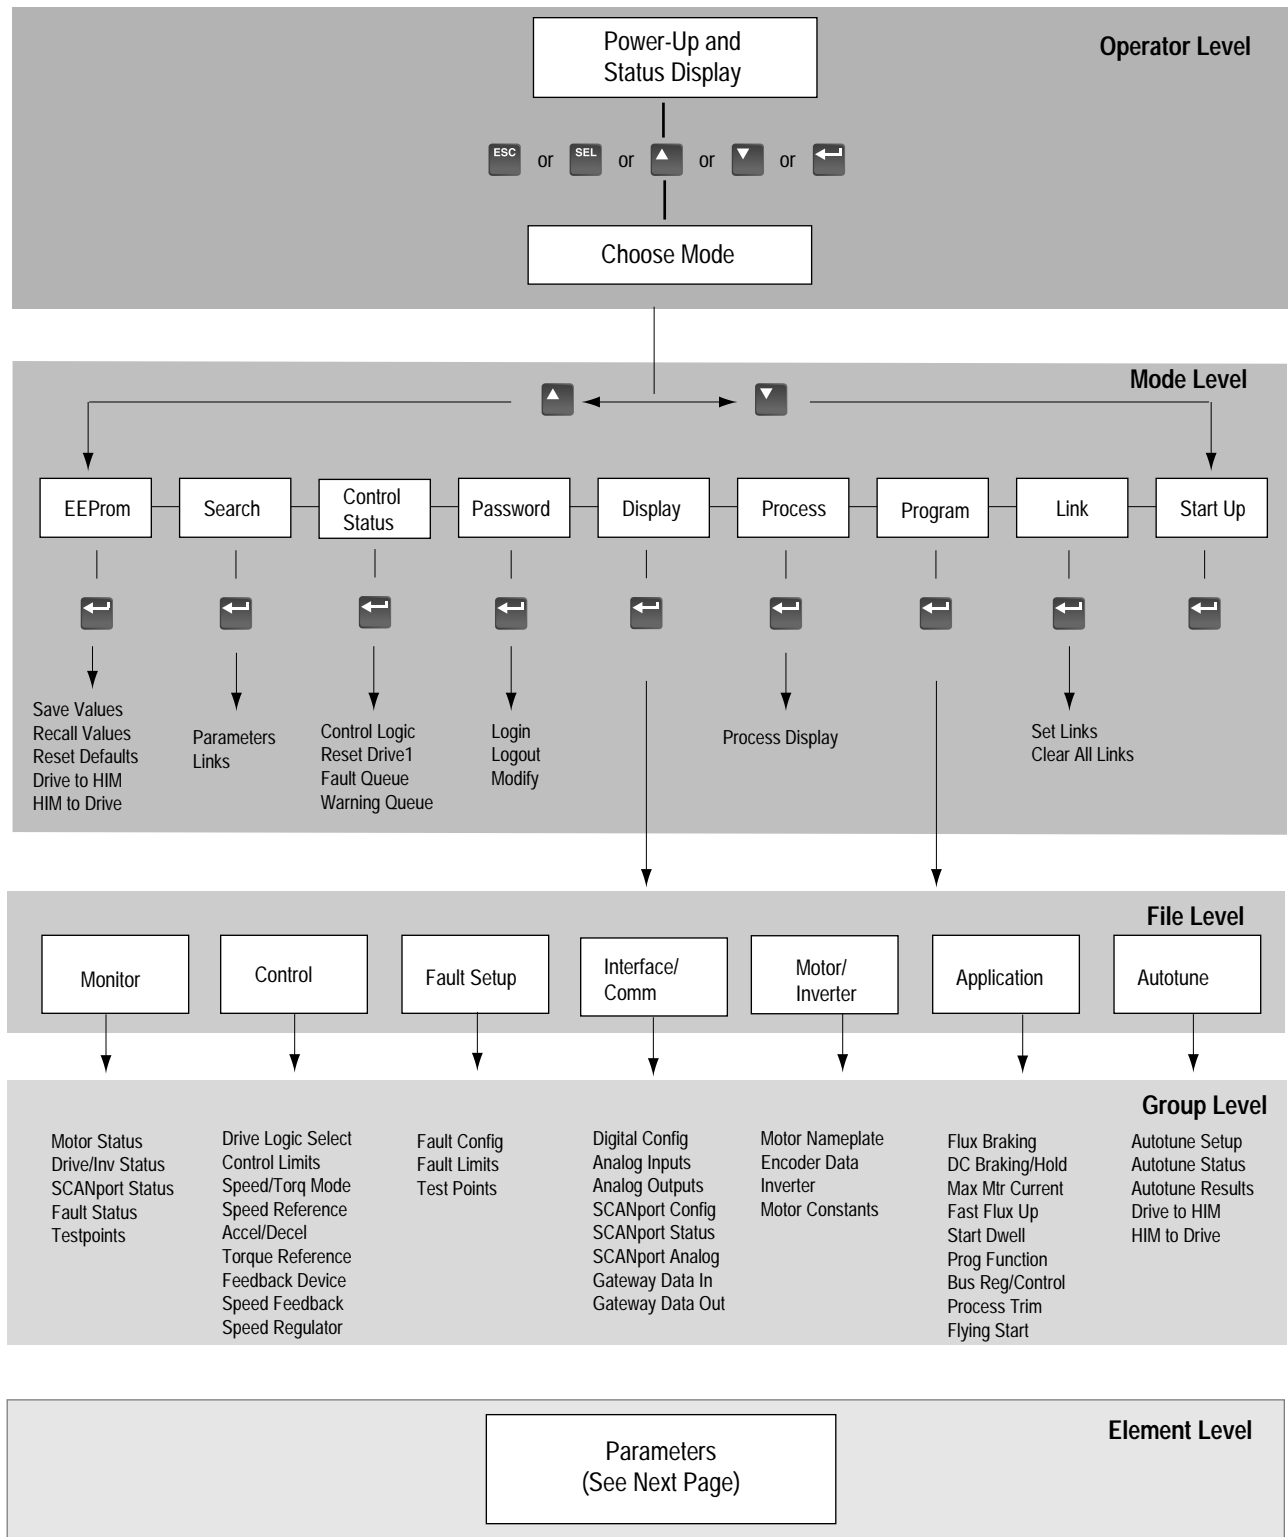 Power-Up and
Status Display
Operator Level
ESC or SEL or or or
Choose Mode
Mode Level
EEProm
Search
Control
Status
Password
Display
Process
Program
Link
Start Up
Save Values
Recall Values
Reset Defaults
Drive to HIM
HIM to Drive
Parameters
Links
Control Logic
Reset Drive1
Fault Queue
Warning Queue
Login
Logout
Modify
Process Display
Set Links
Clear All Links
File Level
Monitor
Control
Fault Setup
Interface/
Comm
Motor/
Inverter
Application
Autotune
Group Level
Motor Status
Drive/Inv Status
SCANport Status
Fault Status
Testpoints
Drive Logic Select
Control Limits
Speed/Torq Mode
Speed Reference
Accel/Decel
Torque Reference
Feedback Device
Speed Feedback
Speed Regulator
Fault Config
Fault Limits
Test Points
Digital Config
Analog Inputs
Analog Outputs
SCANport Config
SCANport Status
SCANport Analog
Gateway Data In
Gateway Data Out
Motor Nameplate
Encoder Data
Inverter
Motor Constants
Flux Braking
DC Braking/Hold
Max Mtr Current
Fast Flux Up
Start Dwell
Prog Function
Bus Reg/Control
Process Trim
Flying Start
Autotune Setup
Autotune Status
Autotune Results
Drive to HIM
HIM to Drive
Element Level
Parameters
(See Next Page)